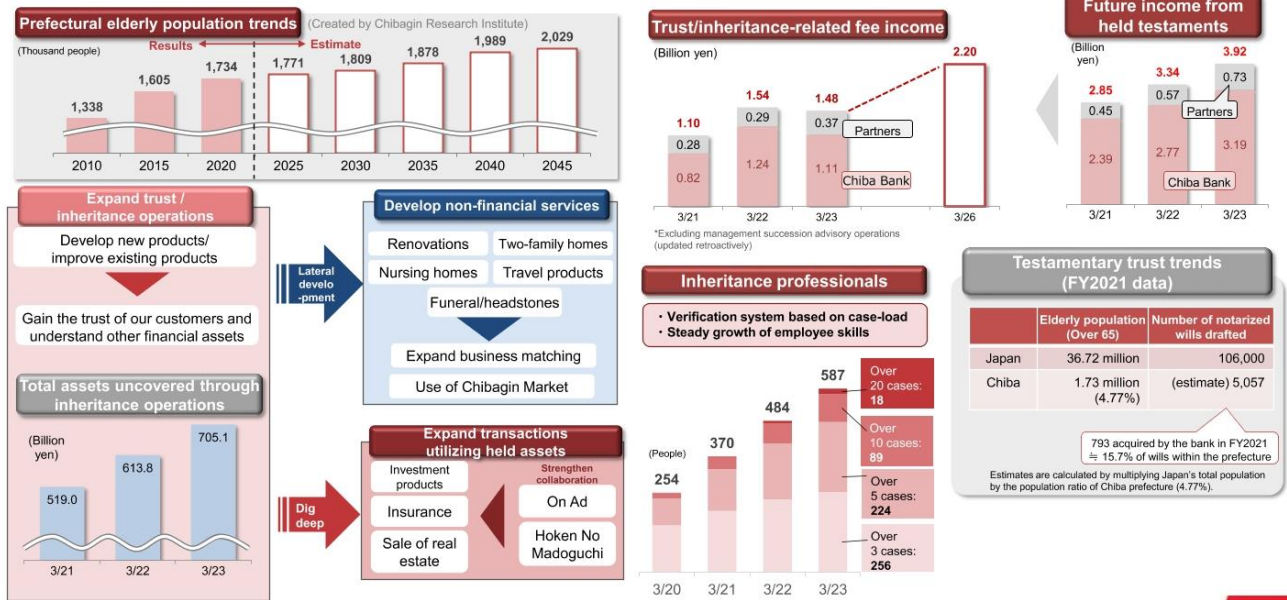 Prefectural elderly population trends
(Created by Chibagin Research Institute)
(Thousand people)
Results
Estimate
1,338
1,605
1,734
1,771
1,809
1,878
1,989
2,029
2010
2015
2020
2025
2030
2035
2040
2045
Expand trust /
inheritance operations
Develop new products/
improve existing products
Gain the trust of our customers and
understand other financial assets
Total assets uncovered through
inheritance operations
(Billion
yen)
519.0
613.8
705.1
3/21
3/22
3/23
Lateral
develo
-pment
Develop non-financial services
Renovations
Two-family homes
Nursing homes
Travel products
Funeral/headstones
Expand business matching
Use of Chibagin Market
Dig
deep
Expand transactions
utilizing held assets
Investment
products
Insurance
Sale of real
estate
Strengthen
collaboration
On Ad
Hoken No
Madoguchi
Trust/inheritance-related fee income
(Billion yen)
1.10
0.28
0.82
1.54
0.29
1.24
1.48
0.37
1.11
Partners
Chiba Bank
2.20
3/21
3/22
3/23
3/26
*Excluding management succession advisory operations
(updated retroactively)
Future income from
held testaments
(Billion
yen)
2.85
0.45
2.39
3.34
0.57
2.77
3.92
0.73
3.19
Partners
Chiba Bank
3/21
3/22
3/23
Inheritance professionals
・Verification system based on case-load
・Steady growth of employee skills
(People)
254
370
484
587
3/20
3/21
3/22
3/23
Over
20 cases:
18
Over
10 cases:
89
Over
5 cases:
224
Over
3 cases:
256
Testamentary trust trends
(FY2021 data)
Elderly population
(Over 65)
Number of notarized
wills drafted
Japan
36.72 million
106,000
Chiba
1.73 million
(4.77%)
(estimate) 5,057
793 acquired by the bank in FY2021
≒ 15.7% of wills within the prefecture
Estimates are calculated by multiplying Japan's total population
by the population ratio of Chiba prefecture (4.77%).